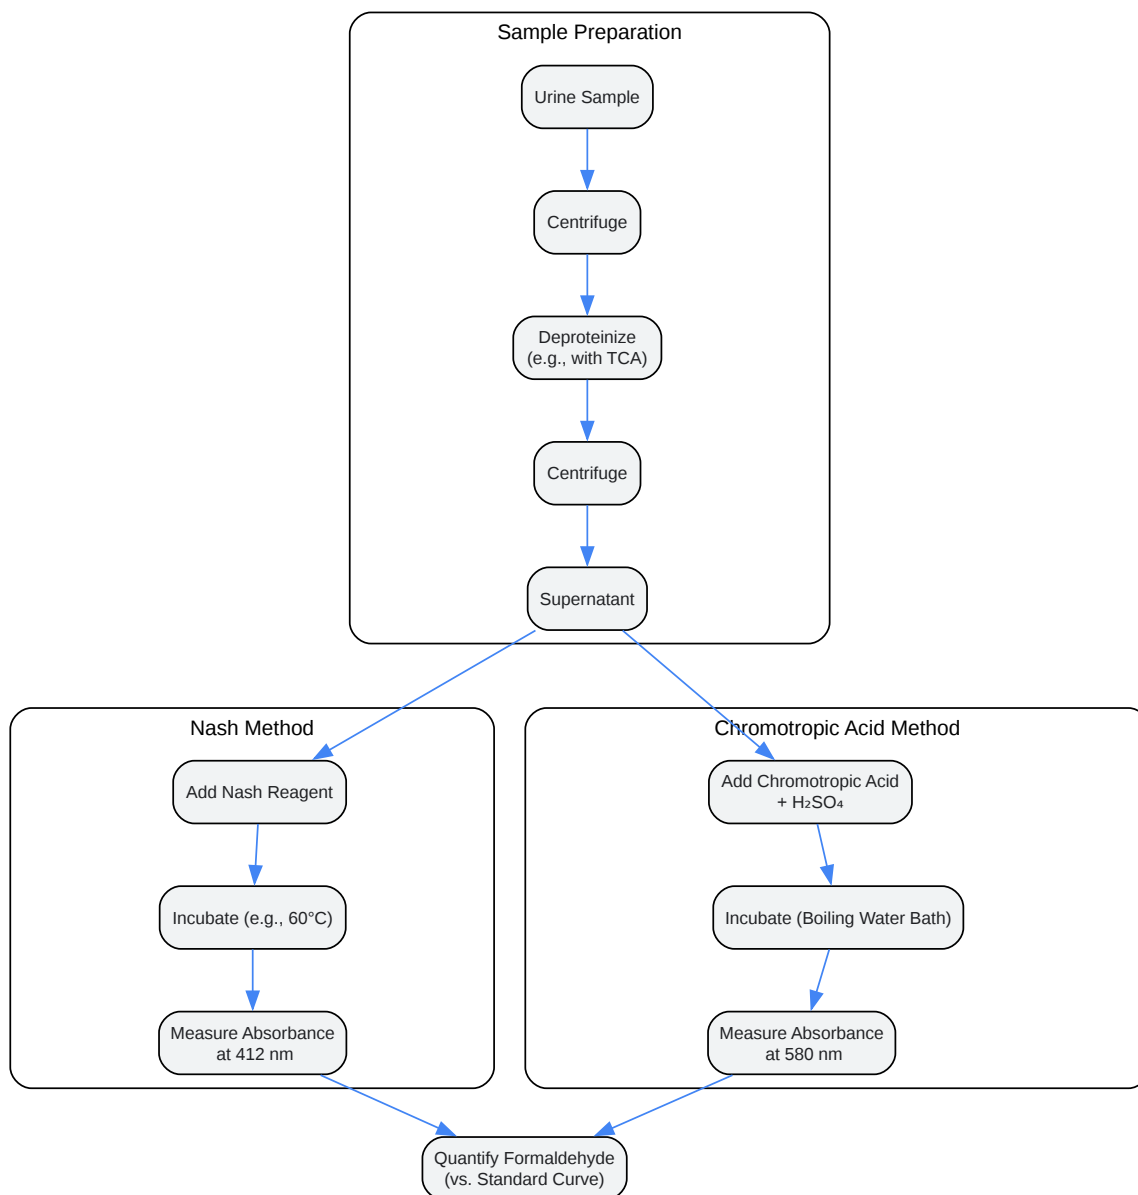 Sample Preparation
Urine Sample
Centrifuge
Deproteinize
(e.g., with TCA)
Centrifuge
Supernatant
Nash Method
Add Nash Reagent
Incubate (e.g., 60°C)
Measure Absorbance
at 412 nm
Chromotropic Acid Method
Add Chromotropic Acid
+ H₂SO₄
Incubate (Boiling Water Bath)
Measure Absorbance
at 580 nm
Quantify Formaldehyde
(vs. Standard Curve)